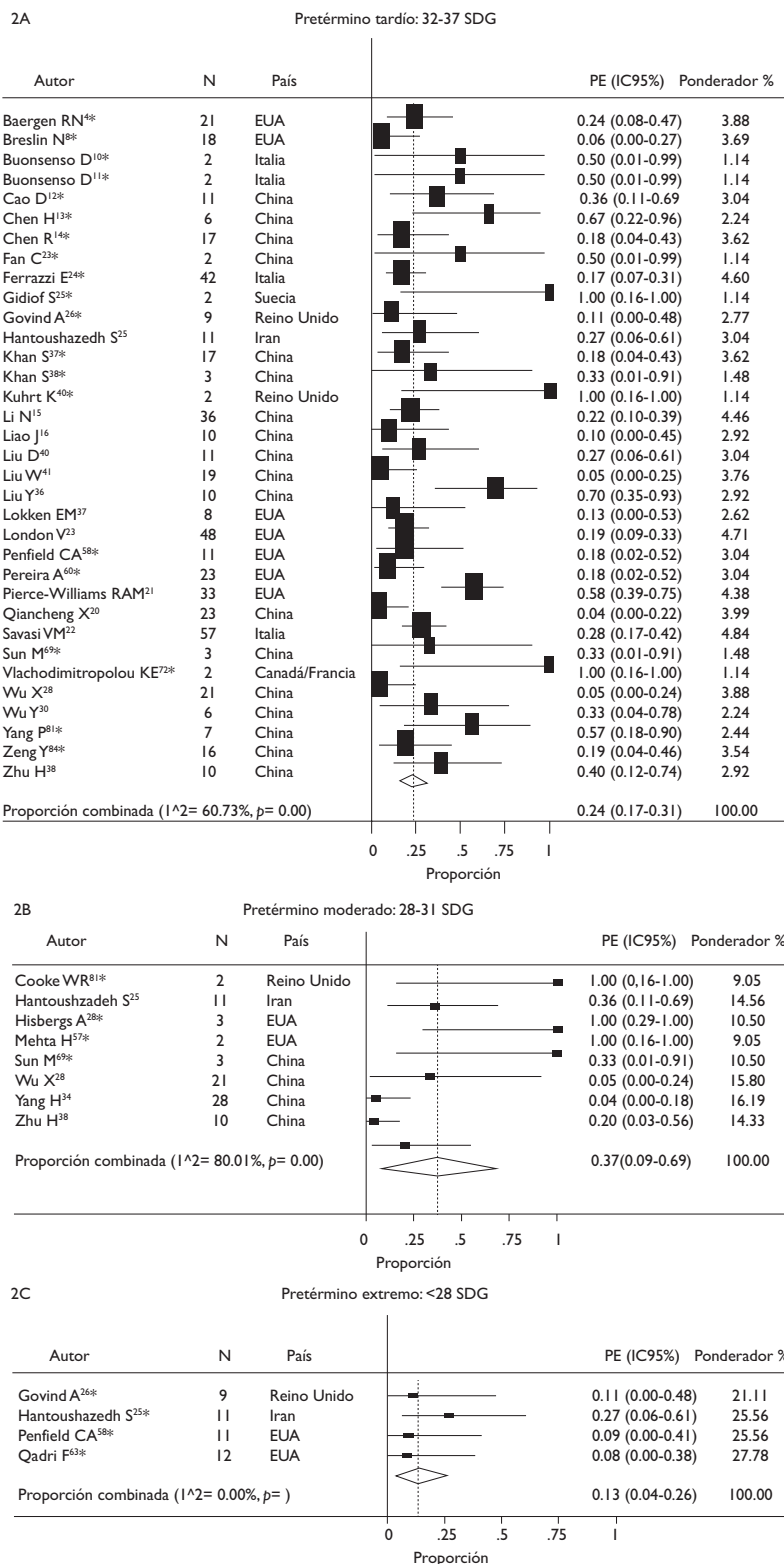 2A Pretérmino tardío: 32-37 SDG
Autor N País PE (IC95%) Ponderador %
Baergen RN4* 21 EUA 0.24 (0.08-0.47) 3.88
Breslin N8* 18 EUA 0.06 (0.00-0.27) 3.69
Buonsenso D10* 2 Italia 0.50 (0.01-0.99) 1.14
Buonsenso D11* 2 Italia 0.50 (0.01-0.99) 1.14
Cao D12* 11 China 0.36 (0.11-0.69 3.04
Chen H13* 6 China 0.67 (0.22-0.96) 2.24
Chen R14* 17 China 0.18 (0.04-0.43) 3.62
Fan C23* 2 China 0.50 (0.01-0.99) 1.14
Ferrazzi E24* 42 Italia 0.17 (0.07-0.31) 4.60
Gidiof S25* 2 Suecia 1.00 (0.16-1.00) 1.14
Govind A26* 9 Reino Unido 0.11 (0.00-0.48) 2.77
Hantoushazedh S25 11 Iran 0.27 (0.06-0.61) 3.04
Khan S37* 17 China 0.18 (0.04-0.43) 3.62
Khan S38* 3 China 0.33 (0.01-0.91) 1.48
Kuhrt K40* 2 Reino Unido 1.00 (0.16-1.00) 1.14
Li N15 36 China 0.22 (0.10-0.39) 4.46
Liao J16 10 China 0.10 (0.00-0.45) 2.92
Liu D40 11 China 0.27 (0.06-0.61) 3.04
Liu W41 19 China 0.05 (0.00-0.25) 3.76
Liu Y36 10 China 0.70 (0.35-0.93) 2.92
Lokken EM37 8 EUA 0.13 (0.00-0.53) 2.62
London V23 48 EUA 0.19 (0.09-0.33) 4.71
Penfield CA58* 11 EUA 0.18 (0.02-0.52) 3.04
Pereira A60* 23 EUA 0.18 (0.02-0.52) 3.04
Pierce-Williams RAM21 33 EUA 0.58 (0.39-0.75) 4.38
Qiancheng X20 23 China 0.04 (0.00-0.22) 3.99
Savasi VM22 57 Italia 0.28 (0.17-0.42) 4.84
Sun M69* 3 China 0.33 (0.01-0.91) 1.48
Vlachodimitropolou KE72* 2 Canadá/Francia 1.00 (0.16-1.00) 1.14
Wu X28 21 China 0.05 (0.00-0.24) 3.88
Wu Y30 6 China 0.33 (0.04-0.78) 2.24
Yang P81* 7 China 0.57 (0.18-0.90) 2.44
Zeng Y84* 16 China 0.19 (0.04-0.46) 3.54
Zhu H38 10 China 0.40 (0.12-0.74) 2.92
Proporción combinada (1^2= 60.73%, p= 0.00) 0.24 (0.17-0.31) 100.00
0 .25 .5 .75 1
Proporción
2B Pretérmino moderado: 28-31 SDG
Autor N País PE (IC95%) Ponderador %
Cooke WR81* 2 Reino Unido 1.00 (0,16-1.00) 9.05
Hantoushzadeh S25 11 Iran 0.36 (0.11-0.69) 14.56
Hisbergs A28* 3 EUA 1.00 (0.29-1.00) 10.50
Mehta H57* 2 EUA 1.00 (0.16-1.00) 9.05
Sun M69* 3 China 0.33 (0.01-0.91) 10.50
Wu X28 21 China 0.05 (0.00-0.24) 15.80
Yang H34 28 China 0.04 (0.00-0.18) 16.19
Zhu H38 10 China 0.20 (0.03-0.56) 14.33
Proporción combinada (1^2= 80.01%, p= 0.00) 0.37(0.09-0.69) 100.00
0 .25 .5 .75 1
Proporción
2C Pretérmino extremo: <28 SDG
Autor N País PE (IC95%) Ponderador %
Govind A26* 9 Reino Unido 0.11 (0.00-0.48) 21.11
Hantoushazedh S25* 11 Iran 0.27 (0.06-0.61) 25.56
Penfield CA58* 11 EUA 0.09 (0.00-0.41) 25.56
Qadri F63* 12 EUA 0.08 (0.00-0.38) 27.78
Proporción combinada (1^2= 0.00%, p= ) 0.13 (0.04-0.26) 100.00
0 .25 .5 .75 1
Proporción